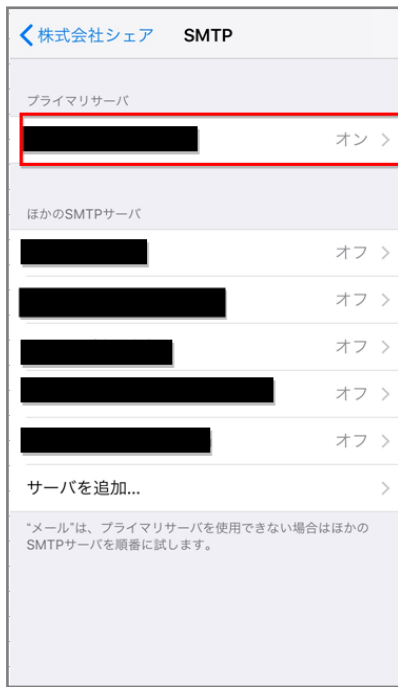 株式会社シェア SMTP
プライマリサーバ
オン
ほかのSMTPサーバ
オフ
オフ
オフ
オフ
オフ
サーバを追加...
“メール”は、プライマリサーバを使用できない場合はほかの
SMTPサーバを順番に試します。